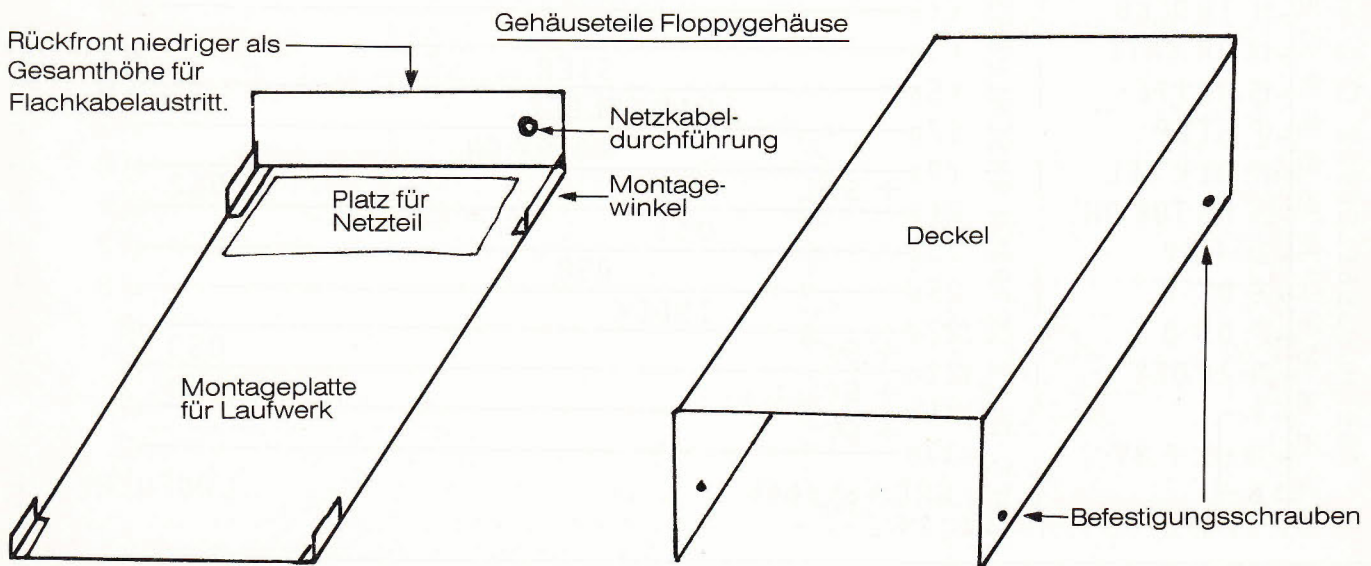 Gehäuseteile Floppygehäuse
Rückfront niedriger als
Gesamthöhe für
Flachkabelaustritt.
Netzkabel-
durchführung
Montage-
winkel
Platz für
Netzteil
Montageplatte
für Laufwerk
Deckel
Befestigungsschrauben